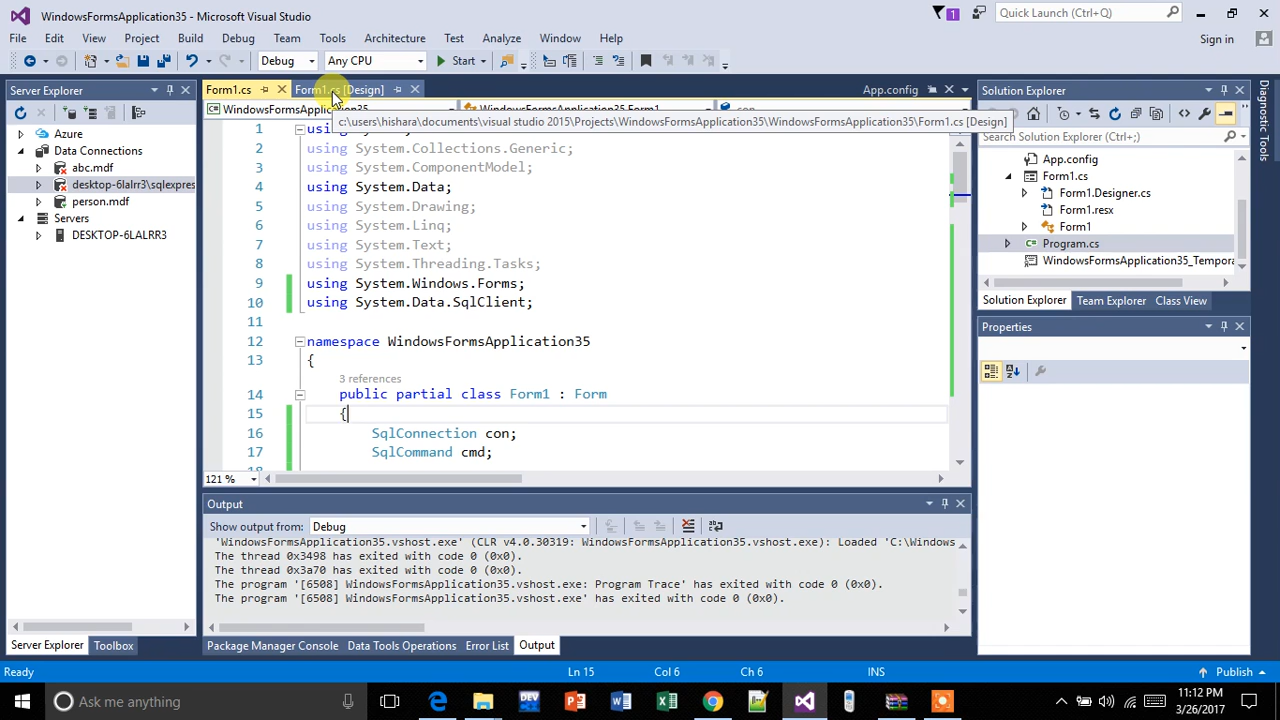 WindowsFormsApplication35 - Microsoft Visual Studio
1
Quick Launch (Ctrl+Q)
File Edit View Project Build Debug Team Tools Architecture Test Analyze Window Help
Sign in
Debug Any CPU Start
Server Explorer
Form1.cs Form1.cs [Design] App.config
Solution Explorer
Diagnostic Tools
WindowsFormsApplication35 WindowsFormsApplication35.Form1 con
c:\users\hishara\documents\visual studio 2015\Projects\WindowsFormsApplication35\WindowsFormsApplication35\Form1.cs [Design]
Search Solution Explorer (Ctrl+;)
Azure
Data Connections
abc.mdf
desktop-6lalrr3\sqlexpres
person.mdf
Servers
DESKTOP-6LALRR3
1
2 using System.Collections.Generic;
3 using System.ComponentModel;
4 using System.Data;
5 using System.Drawing;
6 using System.Linq;
7 using System.Text;
8 using System.Threading.Tasks;
9 using System.Windows.Forms;
10 using System.Data.SqlClient;
11
12 namespace WindowsFormsApplication35
13 {
3 references
14 public partial class Form1 : Form
15 {
16 SqlConnection con;
17 SqlCommand cmd;
18
121 %
App.config
Form1.cs
Form1.Designer.cs
Form1.resx
Form1
Program.cs
WindowsFormsApplication35_Tempora
Solution Explorer Team Explorer Class View
Properties
Output
Show output from: Debug
'WindowsFormsApplication35.vshost.exe' (CLR v4.0.30319: WindowsFormsApplication35.vshost.exe): Loaded 'C:\Windows
The thread 0x3498 has exited with code 0 (0x0).
The thread 0x3a70 has exited with code 0 (0x0).
The program '[6508] WindowsFormsApplication35.vshost.exe: Program Trace' has exited with code 0 (0x0).
The program '[6508] WindowsFormsApplication35.vshost.exe' has exited with code 0 (0x0).
Server Explorer Toolbox
Package Manager Console Data Tools Operations Error List Output
Ready Ln 15 Col 6 Ch 6 INS Publish
Ask me anything
11:12 PM
3/26/2017